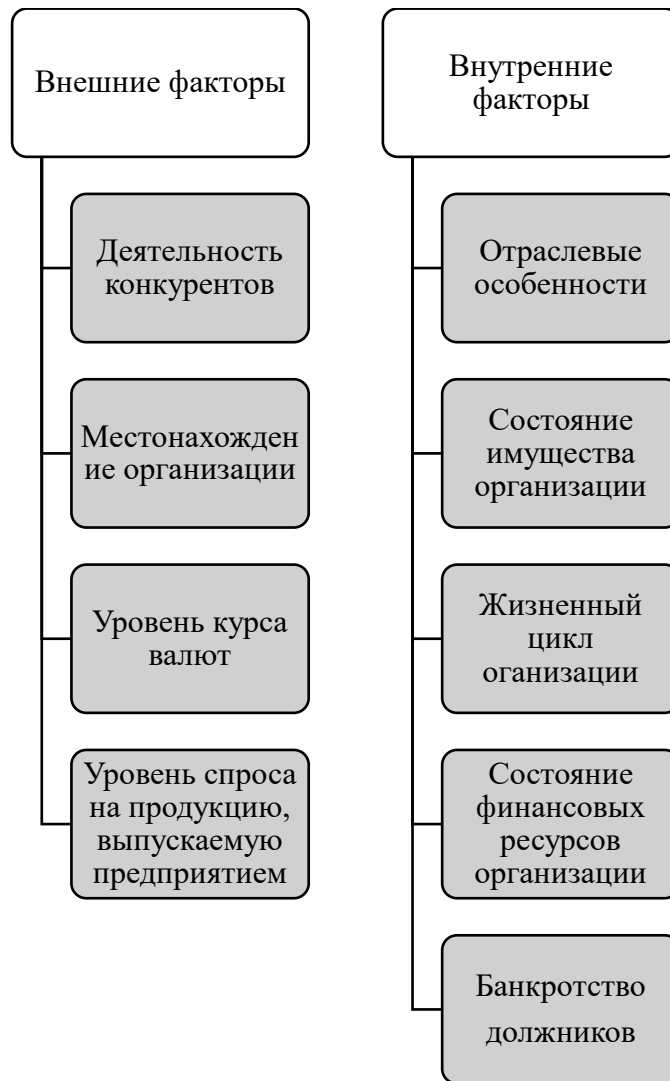 Внешние факторы
Деятельность
конкурентов
Местонахожден
ие организации
Уровень курса
валют
Уровень спроса
на продукцию,
выпускаемую
предприятием
Внутренние
факторы
Отраслевые
особенности
Состояние
имущества
организации
Жизненный
цикл
оганизации
Состояние
финансовых
ресурсов
организации
Банкротство
должников